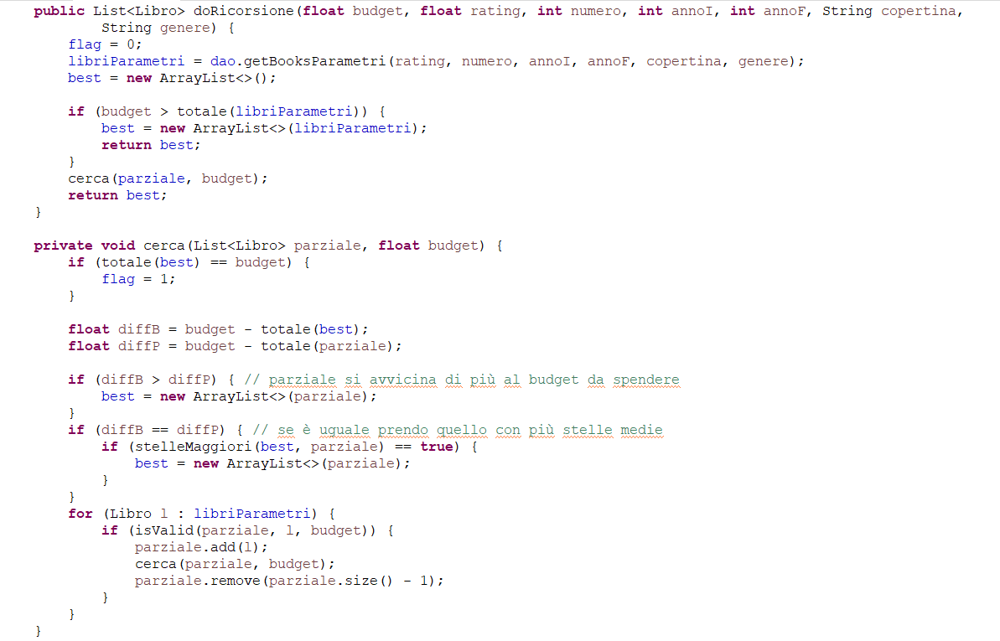 public List<Libro> doRicorsione(float budget, float rating, int numero, int annoI, int annoF, String copertina,
        String genere) {
    flag = 0;
    libriParametri = dao.getBooksParametri(rating, numero, annoI, annoF, copertina, genere);
    best = new ArrayList<>();

    if (budget > totale(libriParametri)) {
        best = new ArrayList<>(libriParametri);
        return best;
    }
    cerca(parziale, budget);
    return best;
}

private void cerca(List<Libro> parziale, float budget) {
    if (totale(best) == budget) {
        flag = 1;
    }

    float diffB = budget - totale(best);
    float diffP = budget - totale(parziale);

    if (diffB > diffP) { // parziale si avvicina di più al budget da spendere
        best = new ArrayList<>(parziale);
    }
    if (diffB == diffP) { // se è uguale prendo quello con più stelle medie
        if (stelleMaggiori(best, parziale) == true) {
            best = new ArrayList<>(parziale);
        }
    }
    for (Libro l : libriParametri) {
        if (isValid(parziale, l, budget)) {
            parziale.add(l);
            cerca(parziale, budget);
            parziale.remove(parziale.size() - 1);
        }
    }
}